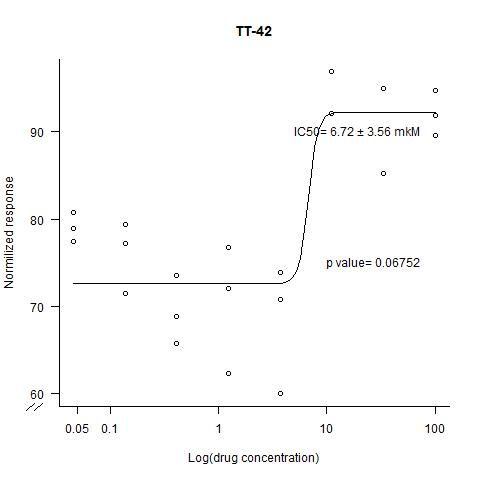 TT-42
Normilized response
90
80
70
60
IC50= 6.72 ± 3.56 mkM
p value= 0.06752
0.05 0.1 1 10 100
Log(drug concentration)